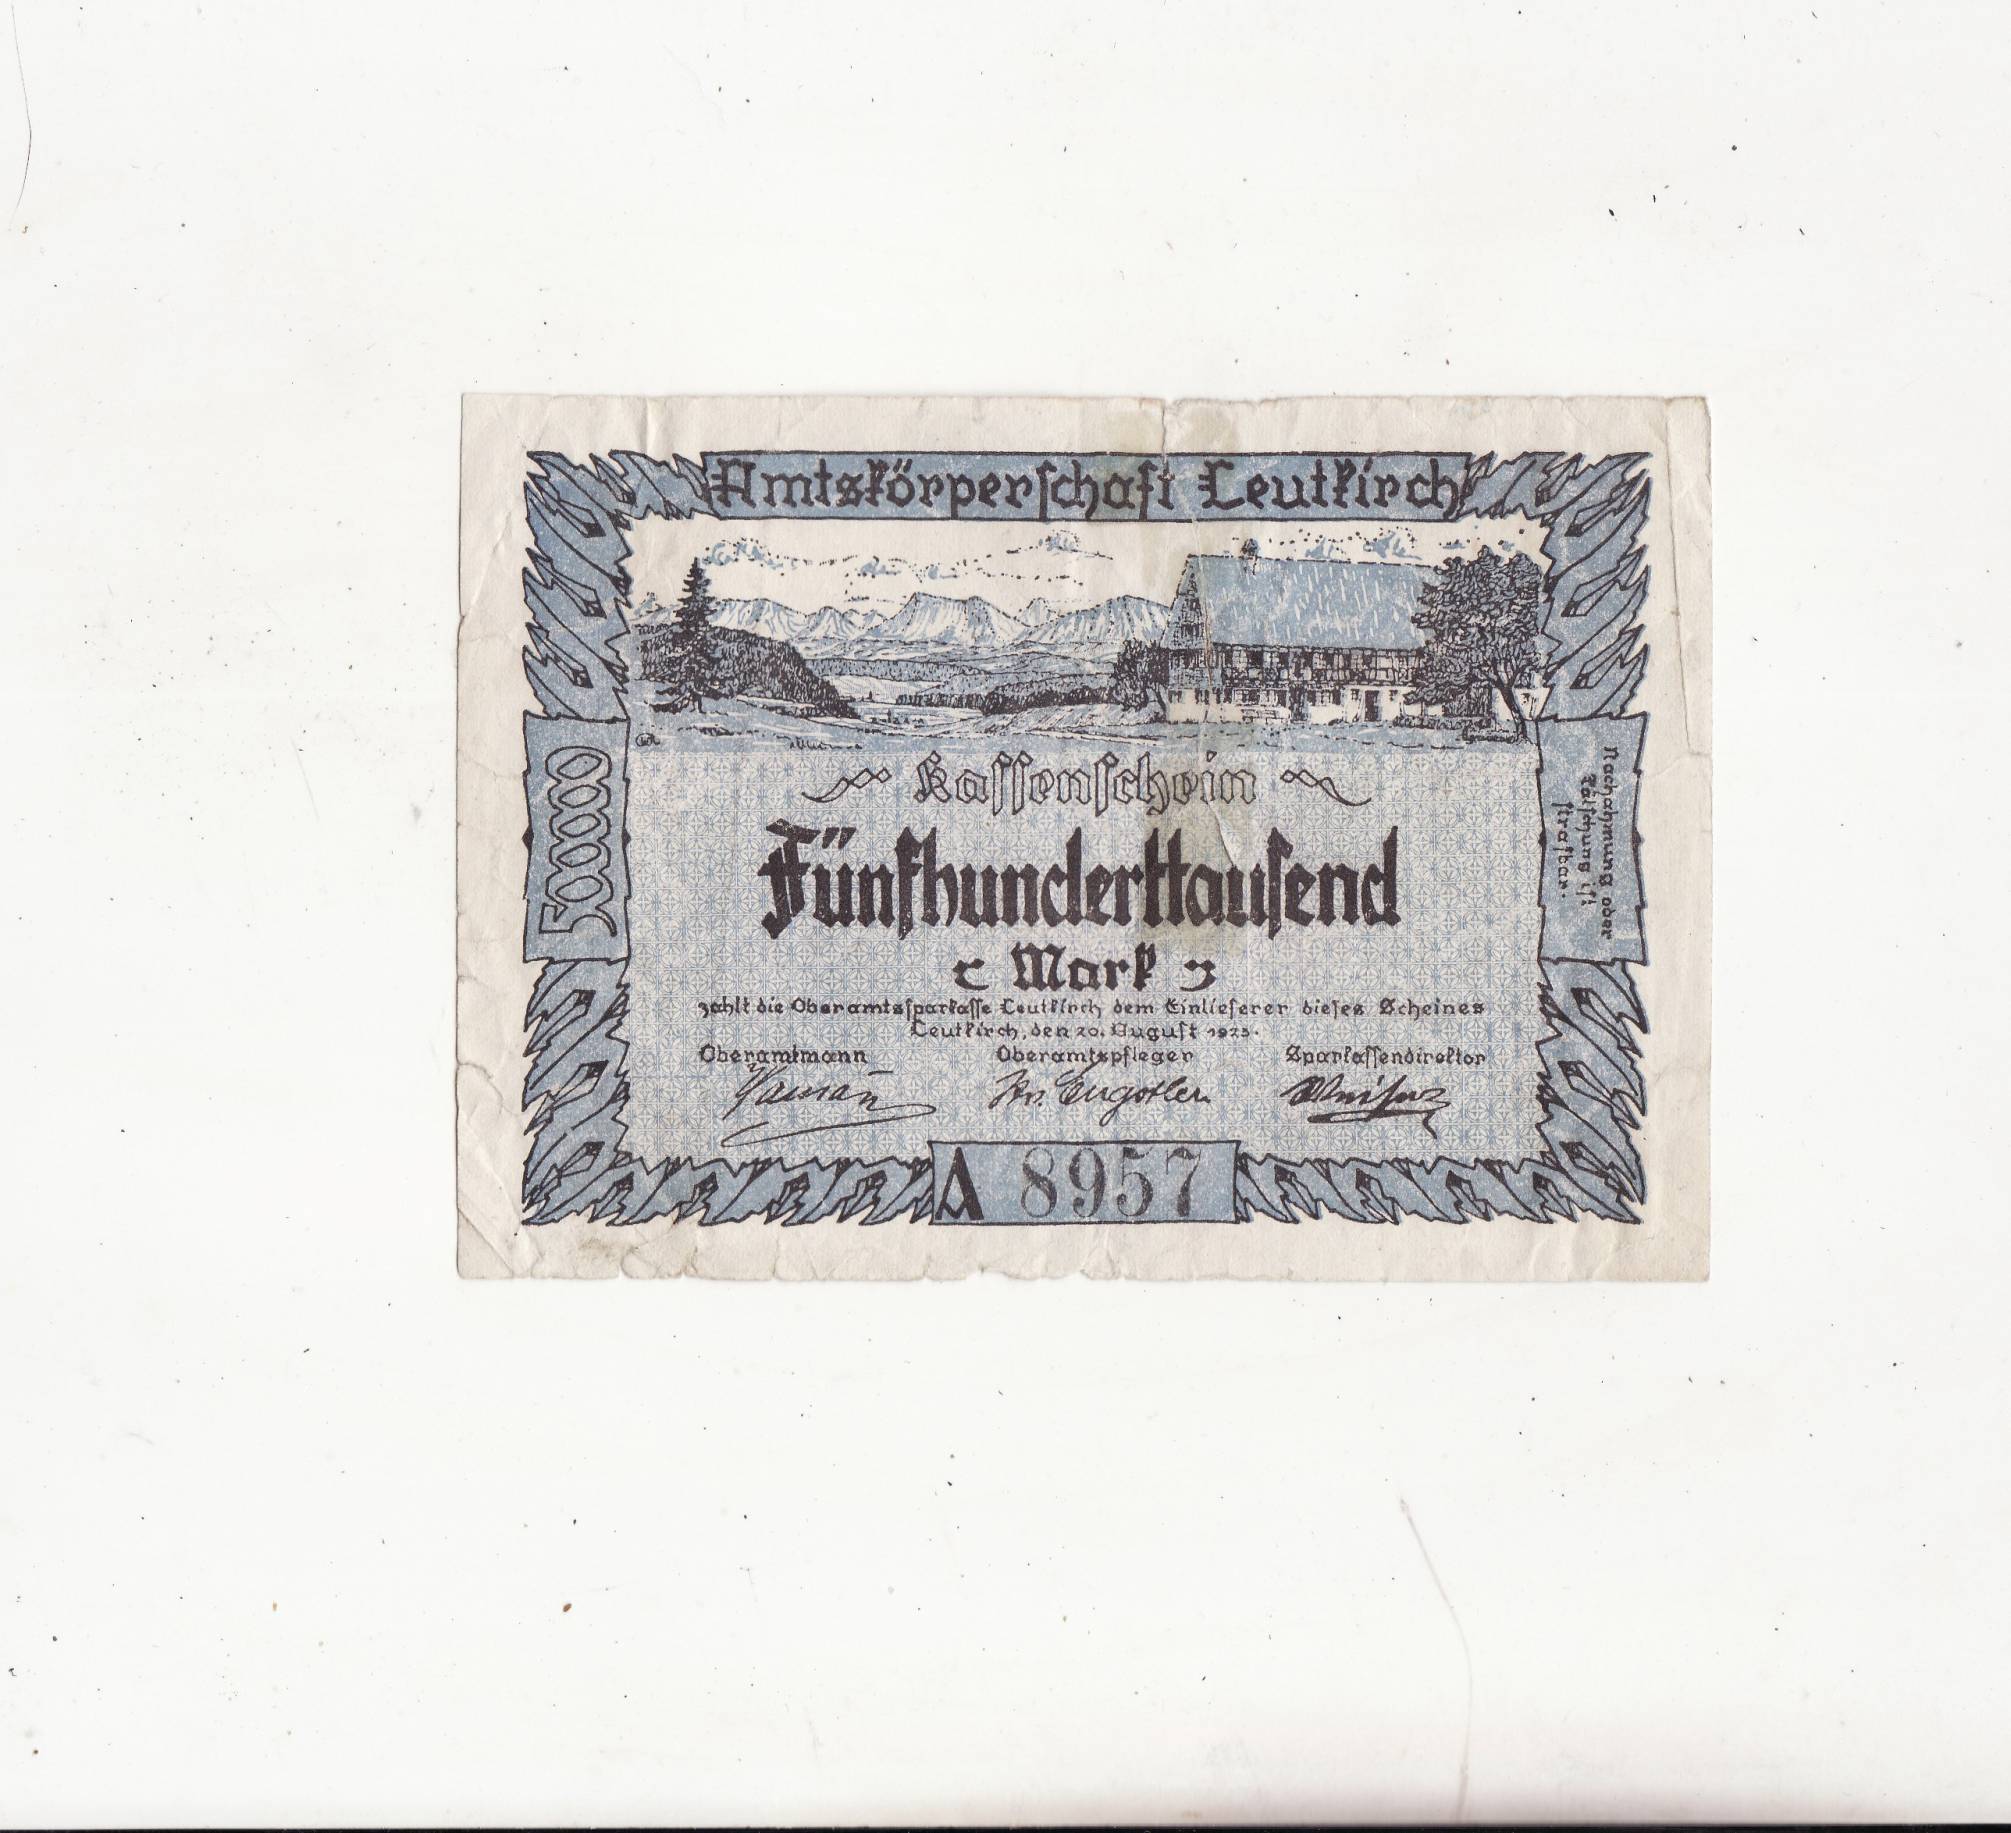 Amtskörperschaft Leutkirch
Kassenschein
Fünfhunderttausend
Mark
zahlt die Oberamtssparkasse Leutkirch dem Einlieferer dieses Scheines
Leutkirch, den 20. August 1923.
Oberamtmann Oberamtspfleger Sparkassendirektor
A 8957
500000
Nachahmung oder
Fälschung ist
strafbar.